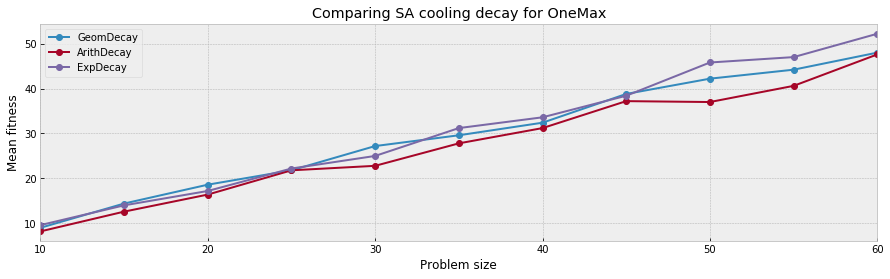 Comparing SA cooling decay for OneMax
GeomDecay
ArithDecay
ExpDecay
Mean fitness
50
40
30
20
10
10 20 30 40 50 60
Problem size